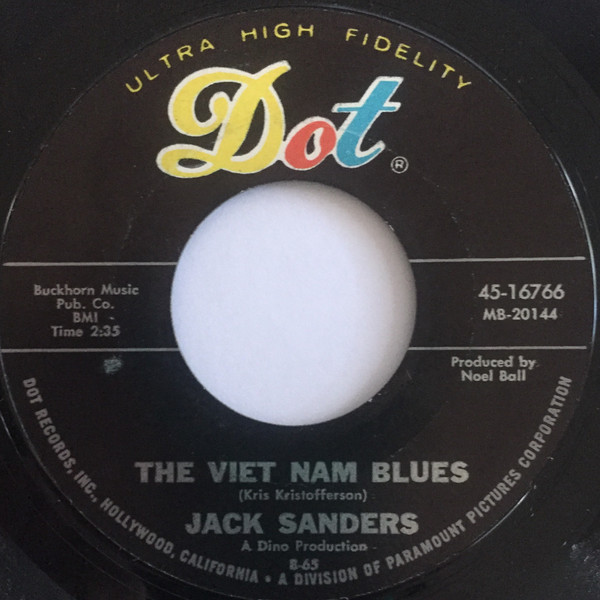 ULTRA HIGH FIDELITY
Dot®
Buckhorn Music
Pub. Co.
BMI -
Time 2:35
45-16766
MB-20144
Produced by
Noel Ball
THE VIET NAM BLUES
(Kris Kristofferson)
JACK SANDERS
A Dino Production
8-65
DOT RECORDS, INC., HOLLYWOOD, CALIFORNIA • A DIVISION OF PARAMOUNT PICTURES CORPORATION